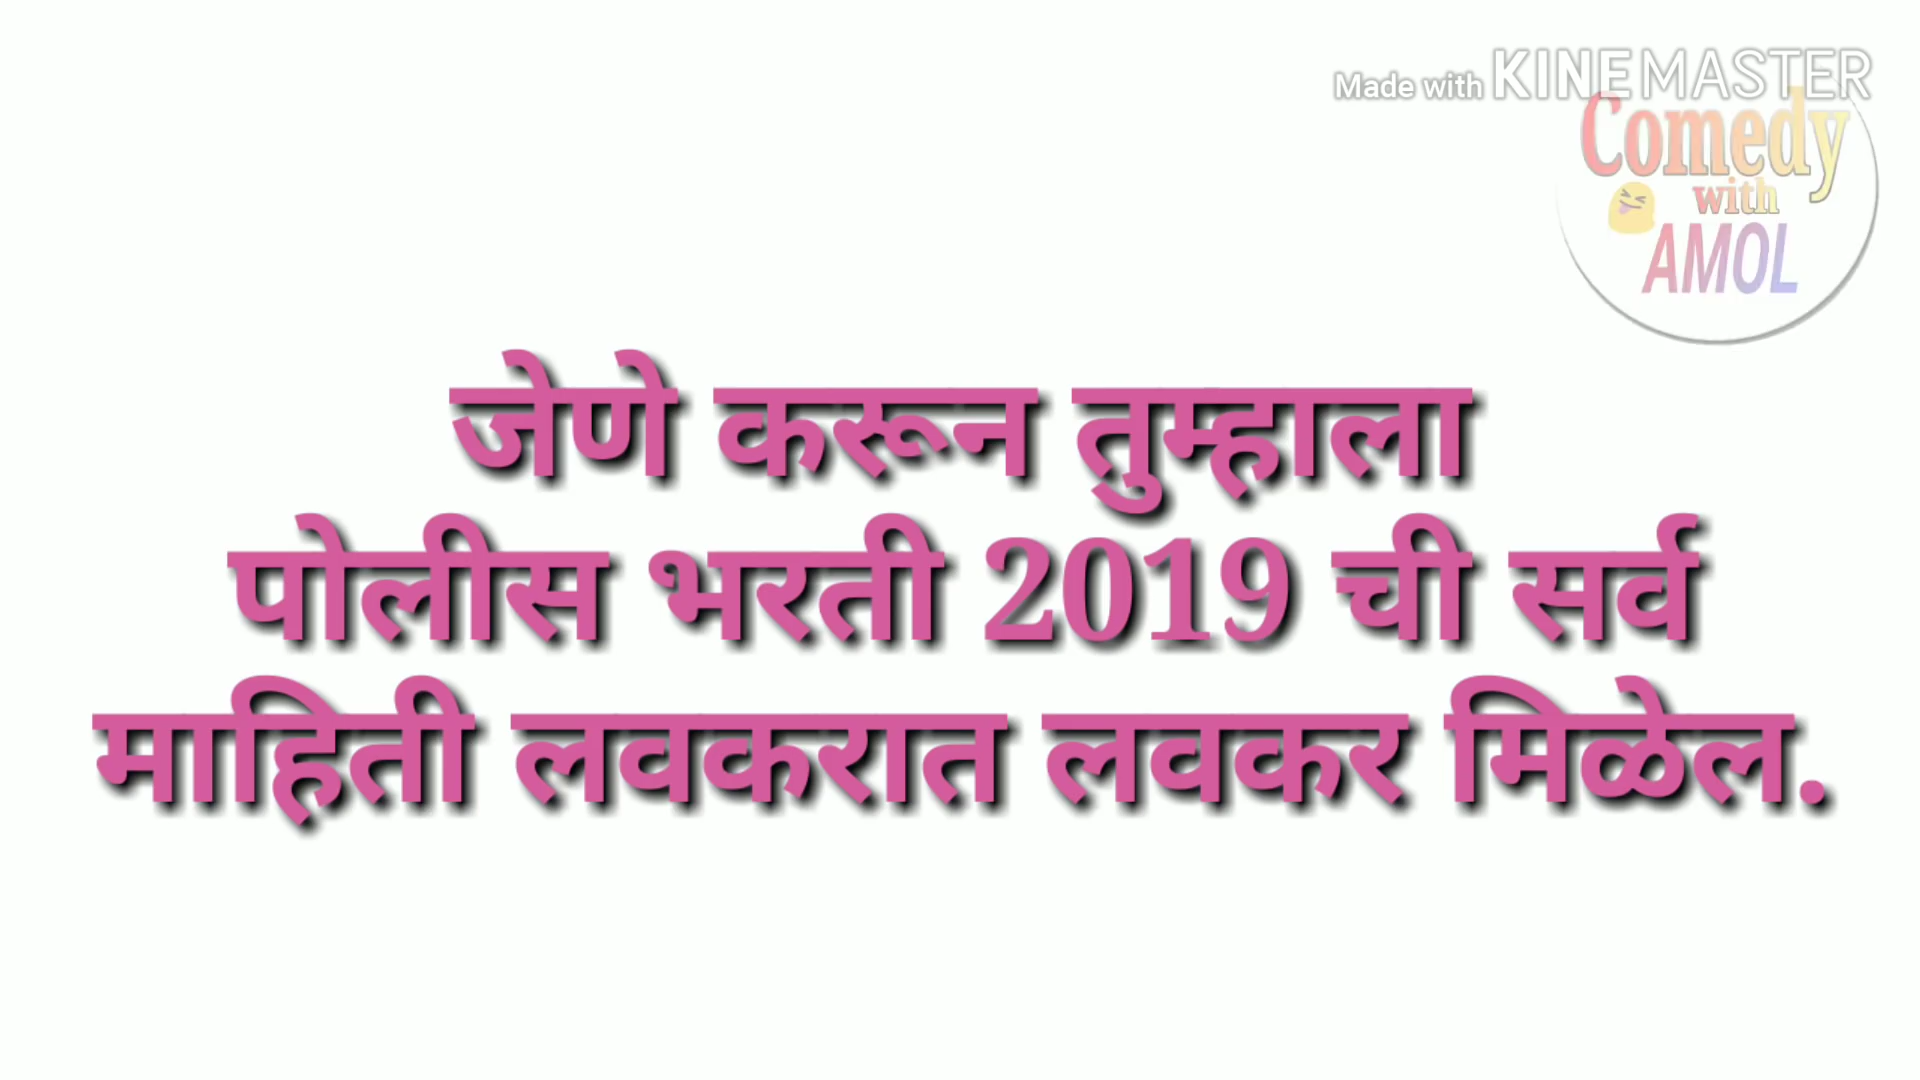 Made with KINEMASTER
Comedy
with
AMOL
जेणे करून तुम्हाला
पोलीस भरती 2019 ची सर्व
माहिती लवकरात लवकर मिळेल.